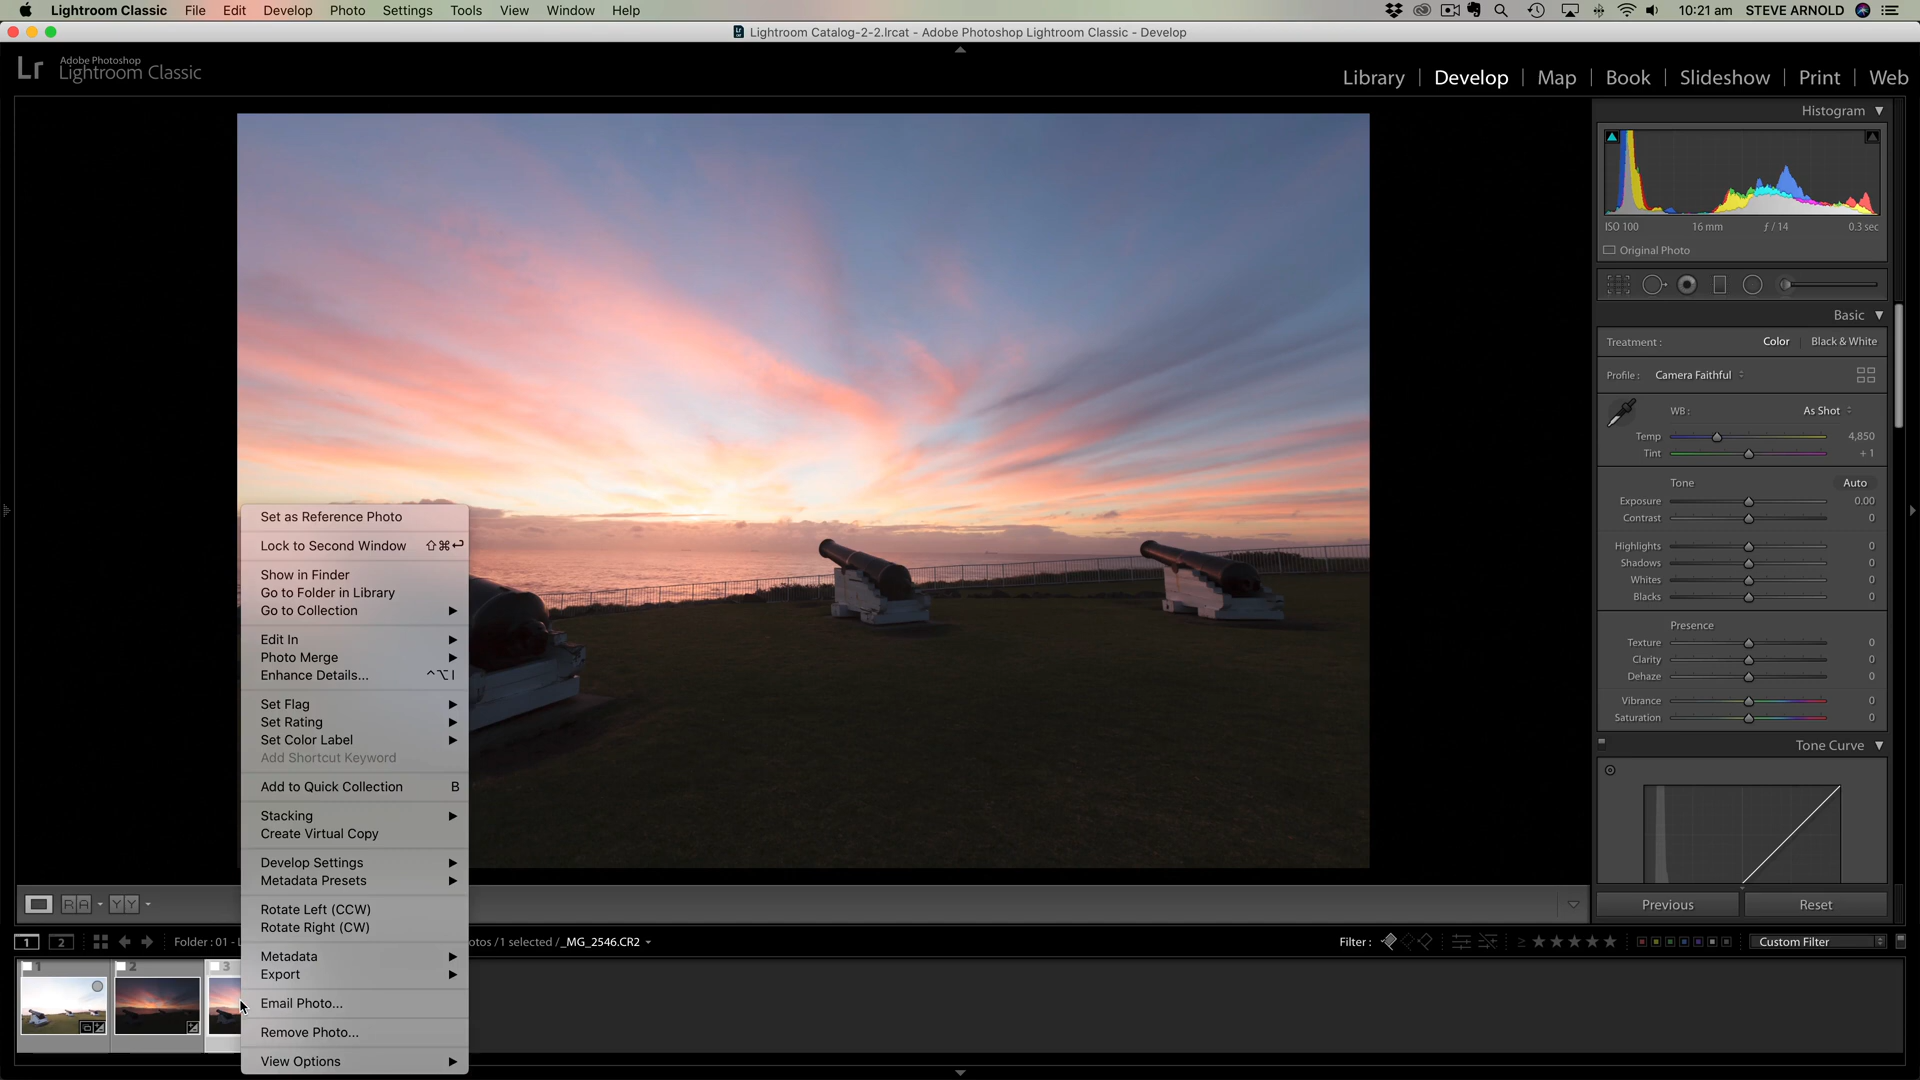 Lightroom Classic File Edit Develop Photo Settings Tools View Window Help 10:21 am STEVE ARNOLD
Lr Lightroom Catalog-2-2.lrcat - Adobe Photoshop Lightroom Classic - Develop
Lr Adobe Photoshop
Lightroom Classic
Library | Develop | Map | Book | Slideshow | Print | Web
Histogram
ISO 100 16 mm ƒ / 14 0.3 sec
Original Photo
Basic
Treatment : Color | Black & White
Profile : Camera Faithful
WB : As Shot
Temp 4,850
Tint + 1
Tone Auto
Exposure 0.00
Contrast 0
Highlights 0
Shadows 0
Whites 0
Blacks 0
Presence
Texture 0
Clarity 0
Dehaze 0
Vibrance 0
Saturation 0
Tone Curve
Previous Reset
Set as Reference Photo
Lock to Second Window ⇧⌘↩
Show in Finder
Go to Folder in Library
Go to Collection
Edit In
Photo Merge
Enhance Details... ^⌥I
Set Flag
Set Rating
Set Color Label
Add Shortcut Keyword
Add to Quick Collection B
Stacking
Create Virtual Copy
Develop Settings
Metadata Presets
Rotate Left (CCW)
Rotate Right (CW)
Metadata
Export
Email Photo...
Remove Photo...
View Options
R A Y Y
1 2 Folder : 01 - L otos / 1 selected / _MG_2546.CR2 Filter : ≥ ★★★★★ Custom Filter
1 2 3